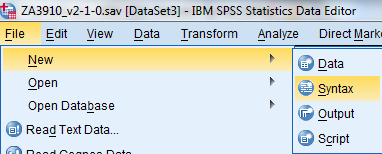 ZA3910_v2-1-0.sav [DataSet3] - IBM SPSS Statistics Data Editor
File Edit View Data Transform Analyze Direct Marke
New
Open
Open Database
Read Text Data...
Read Cognos Data...
Data
Syntax
Output
Script